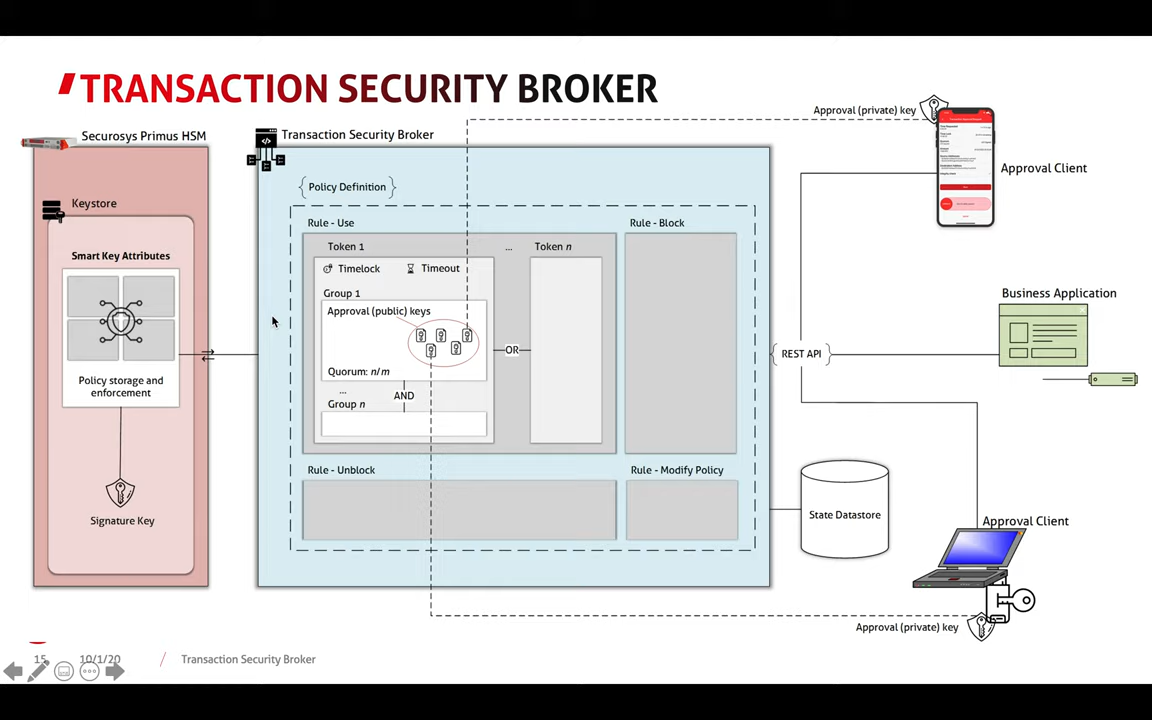 TRANSACTION SECURITY BROKER
Securosys Primus HSM
Keystore
Smart Key Attributes
Policy storage and
enforcement
Signature Key
Transaction Security Broker
Policy Definition
Rule - Use
Token 1
...
Token n
Timelock
Timeout
Group 1
Approval (public) keys
Quorum: n/m
...
AND
Group n
OR
Rule - Block
Rule - Unblock
Rule - Modify Policy
Approval (private) key
Approval Client
Business Application
REST API
State Datastore
Approval Client
Approval (private) key
15
10/1/20
Transaction Security Broker